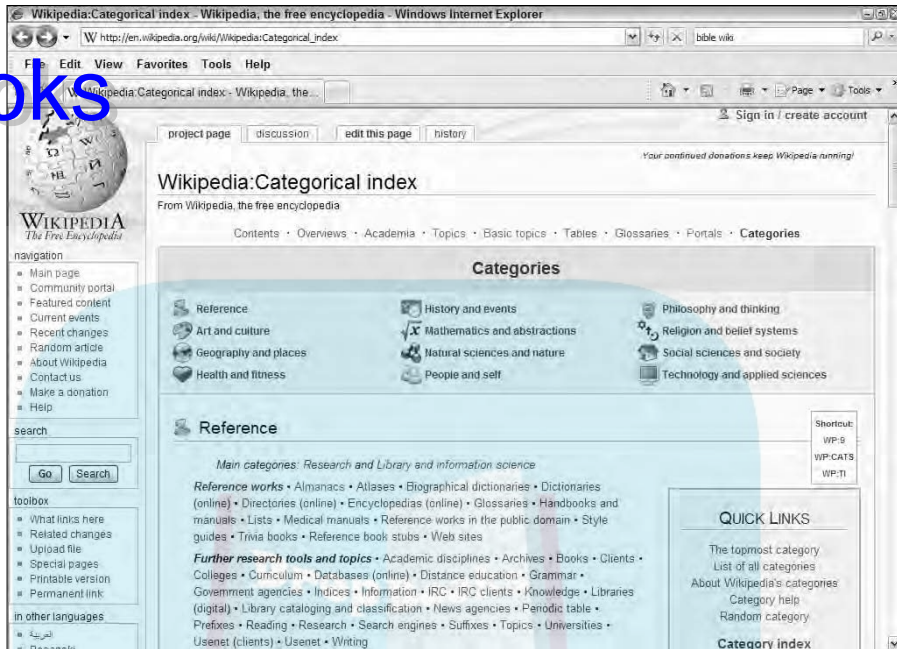 Wikipedia:Categorical index - Wikipedia, the free encyclopedia - Windows Internet Explorer
W http://en.wikipedia.org/wiki/Wikipedia:Categorical_index
bible wiki
File Edit View Favorites Tools Help
oks
Wikipedia:Categorical index - Wikipedia, the...
Page Tools
Sign in / create account
project page discussion edit this page history
Your continued donations keep Wikipedia running!
Wikipedia:Categorical index
From Wikipedia, the free encyclopedia
WIKIPEDIA
The Free Encyclopedia
Contents · Overviews · Academia · Topics · Basic topics · Tables · Glossaries · Portals · Categories
navigation
Main page
Community portal
Featured content
Current events
Recent changes
Random article
About Wikipedia
Contact us
Make a donation
Help
search
Go Search
toolbox
What links here
Related changes
Upload file
Special pages
Printable version
Permanent link
in other languages
العربية
Categories
Reference History and events Philosophy and thinking
Art and culture Mathematics and abstractions Religion and belief systems
Geography and places Natural sciences and nature Social sciences and society
Health and fitness People and self Technology and applied sciences
Reference
Shortcut:
WP:9
WP:CATS
WP:TI
Main categories: Research and Library and information science
Reference works • Almanacs • Atlases • Biographical dictionaries • Dictionaries
(online) • Directories (online) • Encyclopedias (online) • Glossaries • Handbooks and
manuals • Lists • Medical manuals • Reference works in the public domain • Style
guides • Trivia books • Reference book stubs • Web sites
Further research tools and topics • Academic disciplines • Archives • Books • Clients •
Colleges • Curriculum • Databases (online) • Distance education • Grammar •
Government agencies • Indices • Information • IRC • IRC clients • Knowledge • Libraries
(digital) • Library cataloging and classification • News agencies • Periodic table •
Prefixes • Reading • Research • Search engines • Suffixes • Topics • Universities •
Usenet (clients) • Usenet • Writing
QUICK LINKS
The topmost category
List of all categories
About Wikipedia's categories
Category help
Random category
Category index